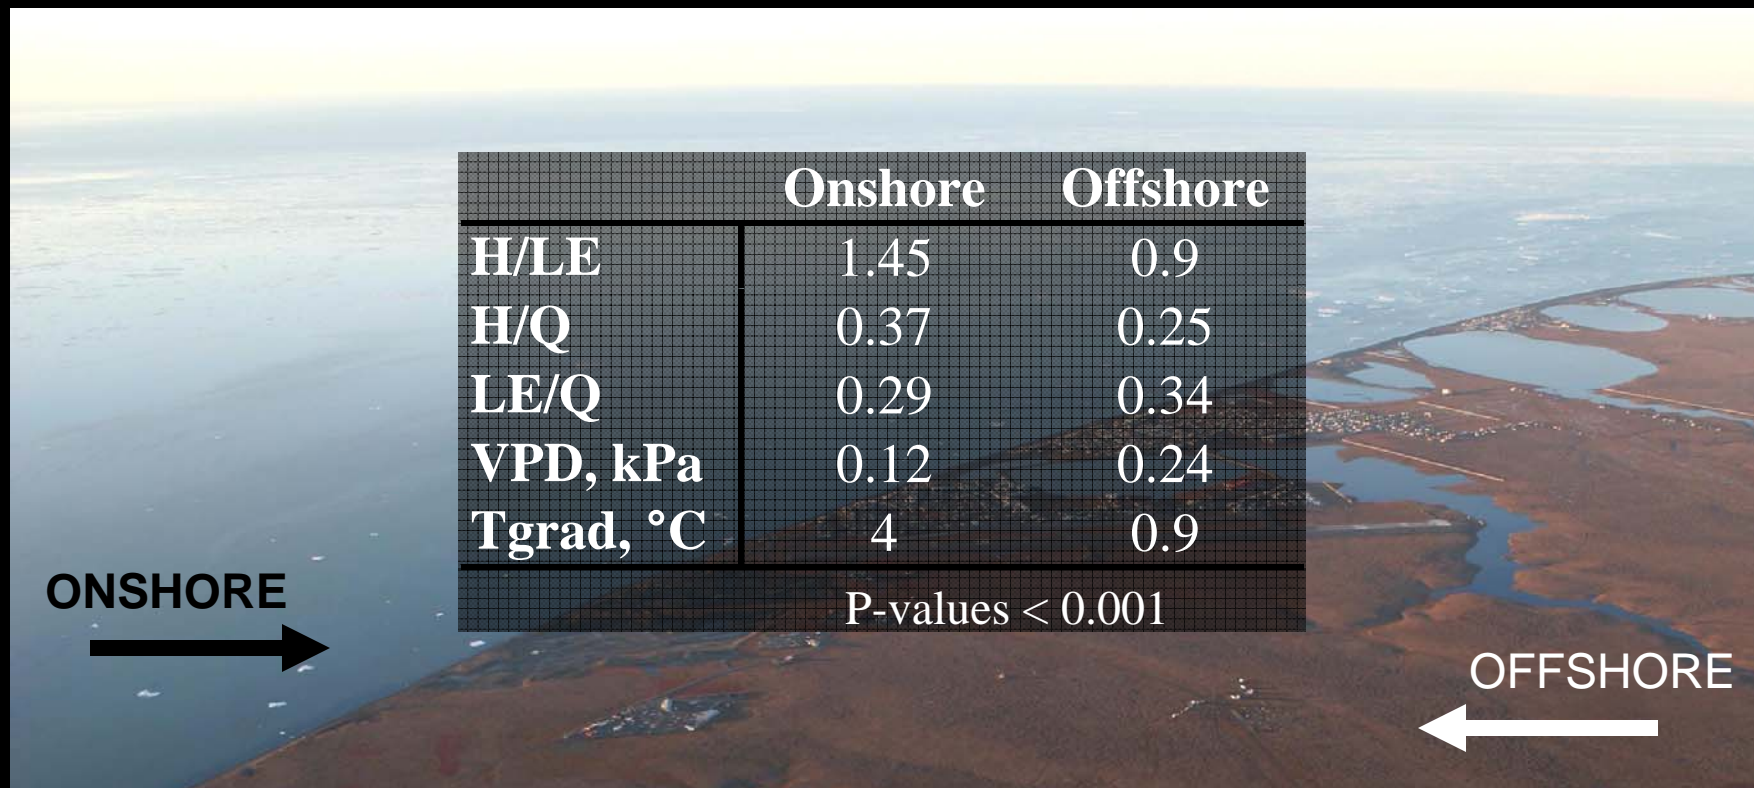 Onshore Offshore
H/LE 1.45 0.9
H/Q 0.37 0.25
LE/Q 0.29 0.34
VPD, kPa 0.12 0.24
Tgrad, °C 4 0.9
P-values < 0.001
ONSHORE
OFFSHORE